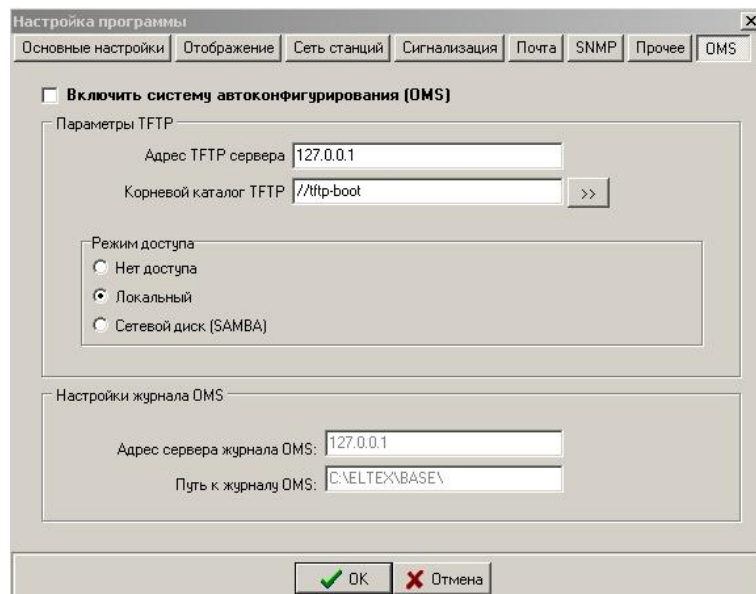 Настройка программы
Основные настройки Отображение Сеть станций Сигнализация Почта SNMP Прочее OMS
Включить систему автоконфигурирования (OMS)
Параметры TFTP
Адрес TFTP сервера 127.0.0.1
Корневой каталог TFTP //tftp-boot >>
Режим доступа
Нет доступа
Локальный
Сетевой диск (SAMBA)
Настройки журнала OMS
Адрес сервера журнала OMS: 127.0.0.1
Путь к журналу OMS: C:\ELTEX\BASE\
OK Отмена